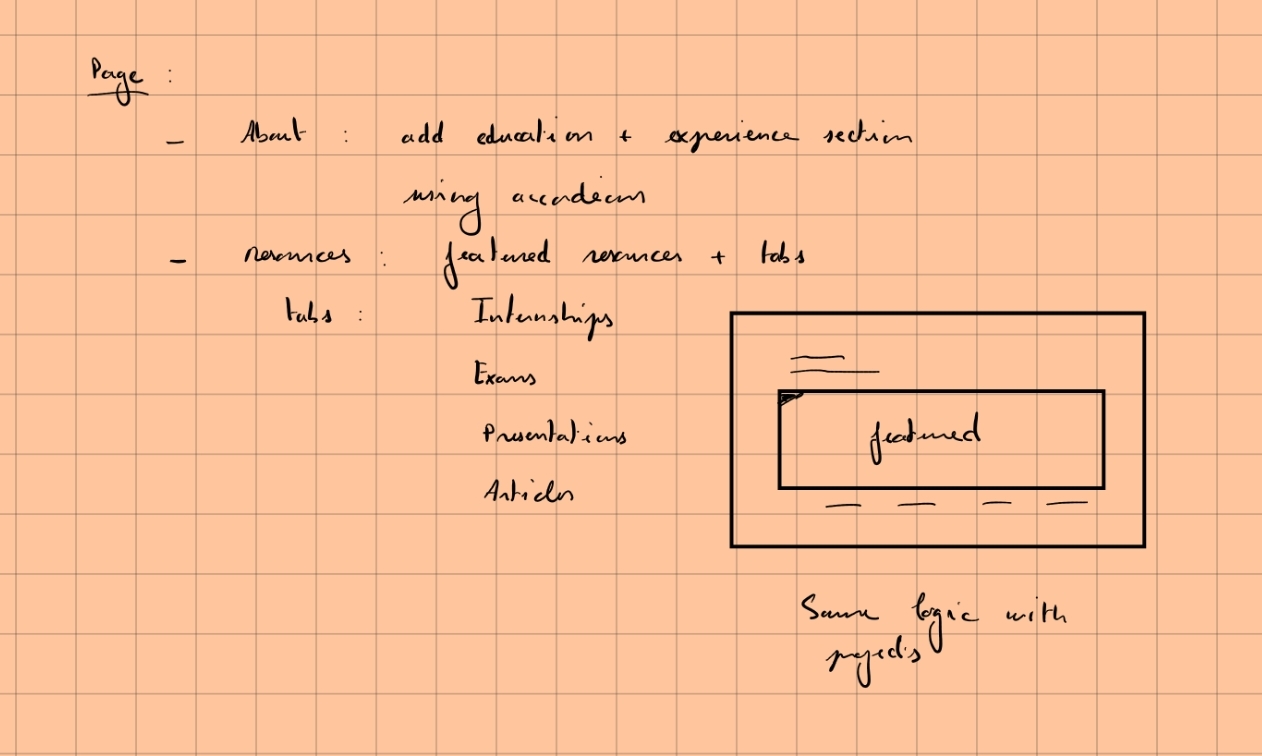 Page :
- About : add education + experience section
using accordeons
- resources : featured resources + tabs
tabs : Internships
Exams
Presentations
Articles
featured
Same logic with
projects